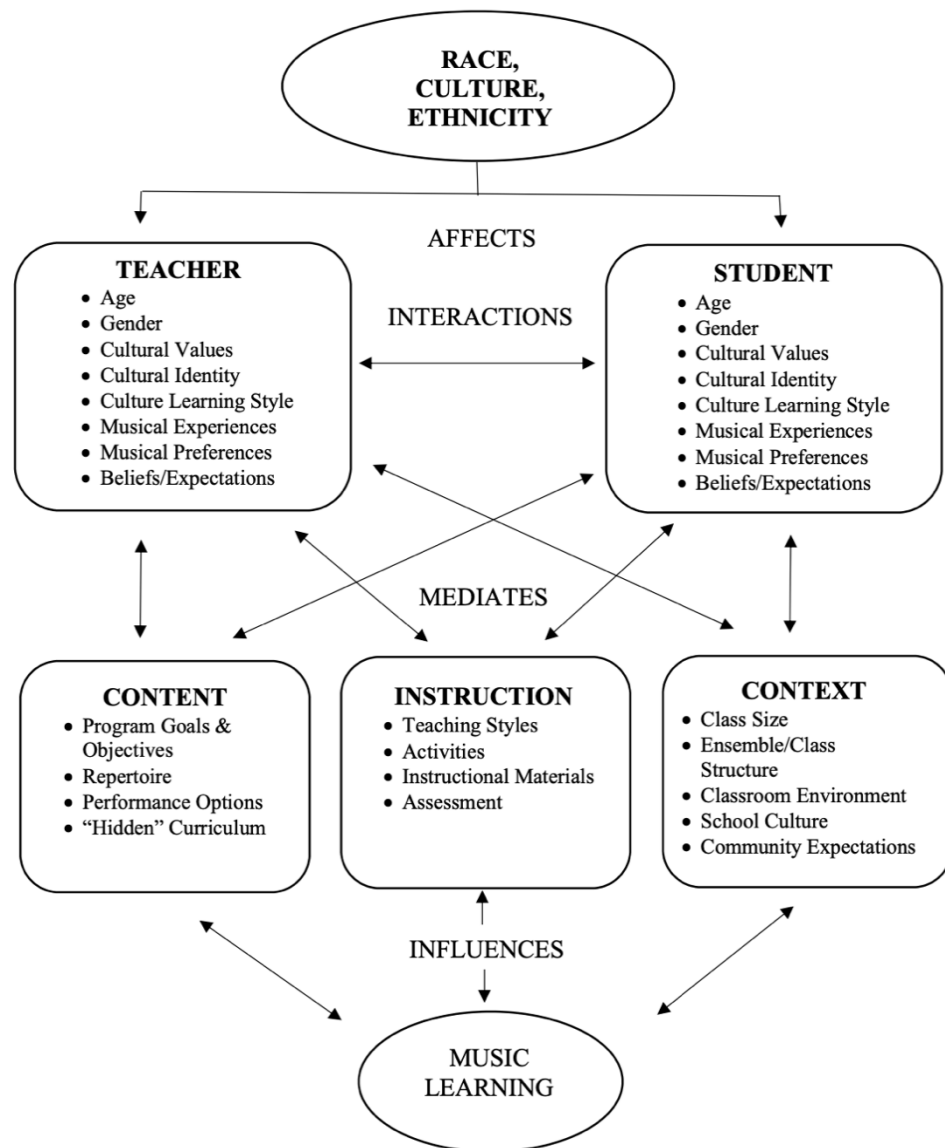 RACE,
CULTURE,
ETHNICITY
AFFECTS
TEACHER
• Age
• Gender
• Cultural Values
• Cultural Identity
• Culture Learning Style
• Musical Experiences
• Musical Preferences
• Beliefs/Expectations
INTERACTIONS
STUDENT
• Age
• Gender
• Cultural Values
• Cultural Identity
• Culture Learning Style
• Musical Experiences
• Musical Preferences
• Beliefs/Expectations
MEDIATES
CONTENT
• Program Goals &
Objectives
• Repertoire
• Performance Options
• “Hidden” Curriculum
INSTRUCTION
• Teaching Styles
• Activities
• Instructional Materials
• Assessment
CONTEXT
• Class Size
• Ensemble/Class
Structure
• Classroom Environment
• School Culture
• Community Expectations
INFLUENCES
MUSIC
LEARNING